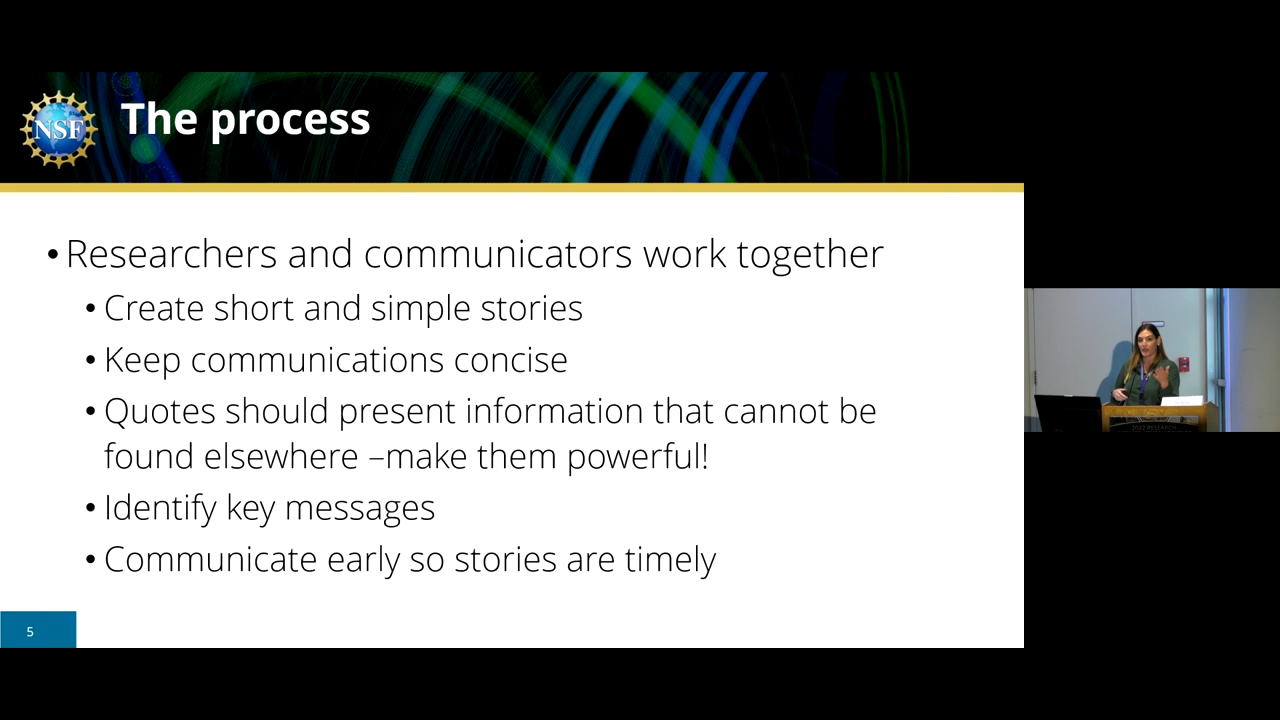 NSF
The process
• Researchers and communicators work together
• Create short and simple stories
• Keep communications concise
• Quotes should present information that cannot be
found elsewhere –make them powerful!
• Identify key messages
• Communicate early so stories are timely
5
2022 RESEARCH